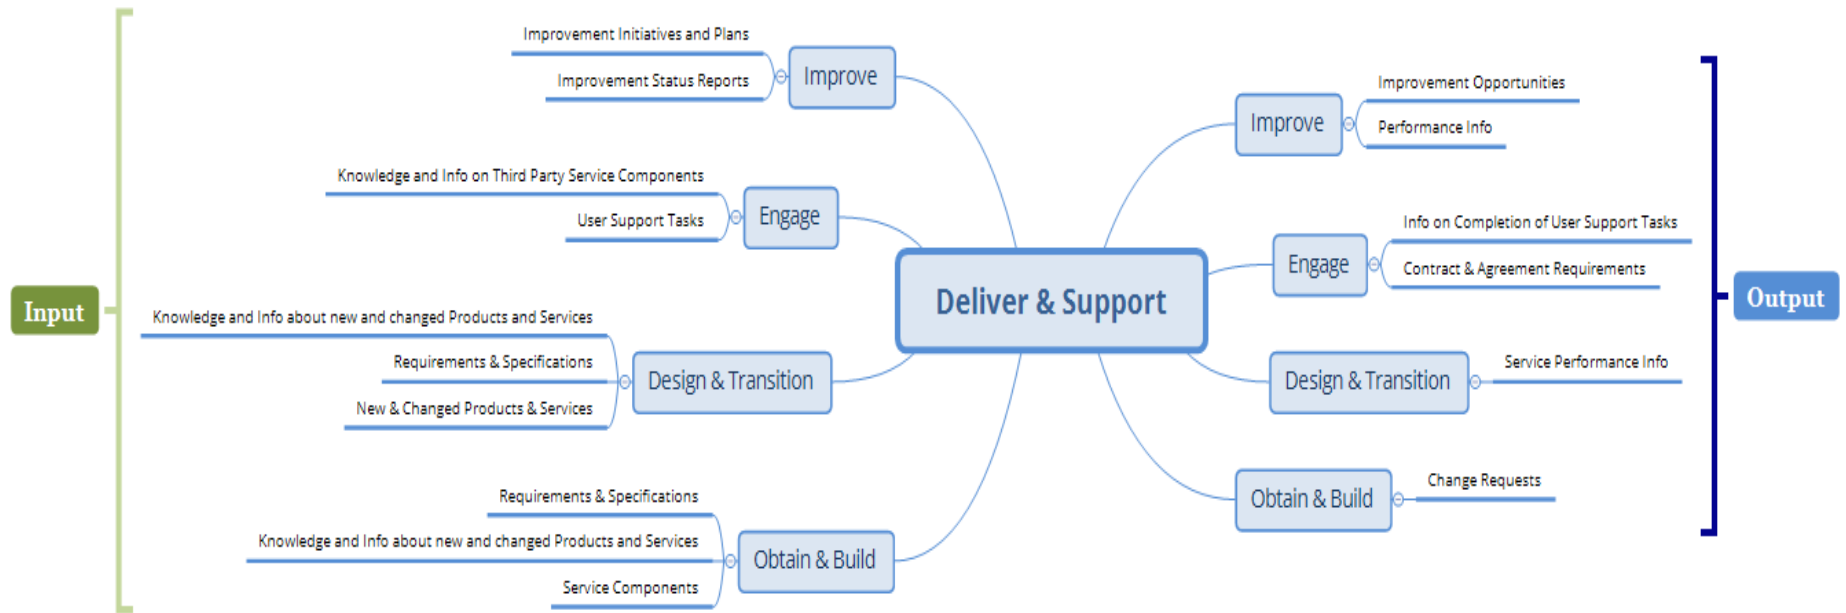 Input
Improvement Initiatives and Plans
Improvement Status Reports
Improve
Knowledge and Info on Third Party Service Components
User Support Tasks
Engage
Knowledge and Info about new and changed Products and Services
Requirements & Specifications
New & Changed Products & Services
Design & Transition
Requirements & Specifications
Knowledge and Info about new and changed Products and Services
Service Components
Obtain & Build
Deliver & Support
Improve
Improvement Opportunities
Performance Info
Engage
Info on Completion of User Support Tasks
Contract & Agreement Requirements
Design & Transition
Service Performance Info
Obtain & Build
Change Requests
Output